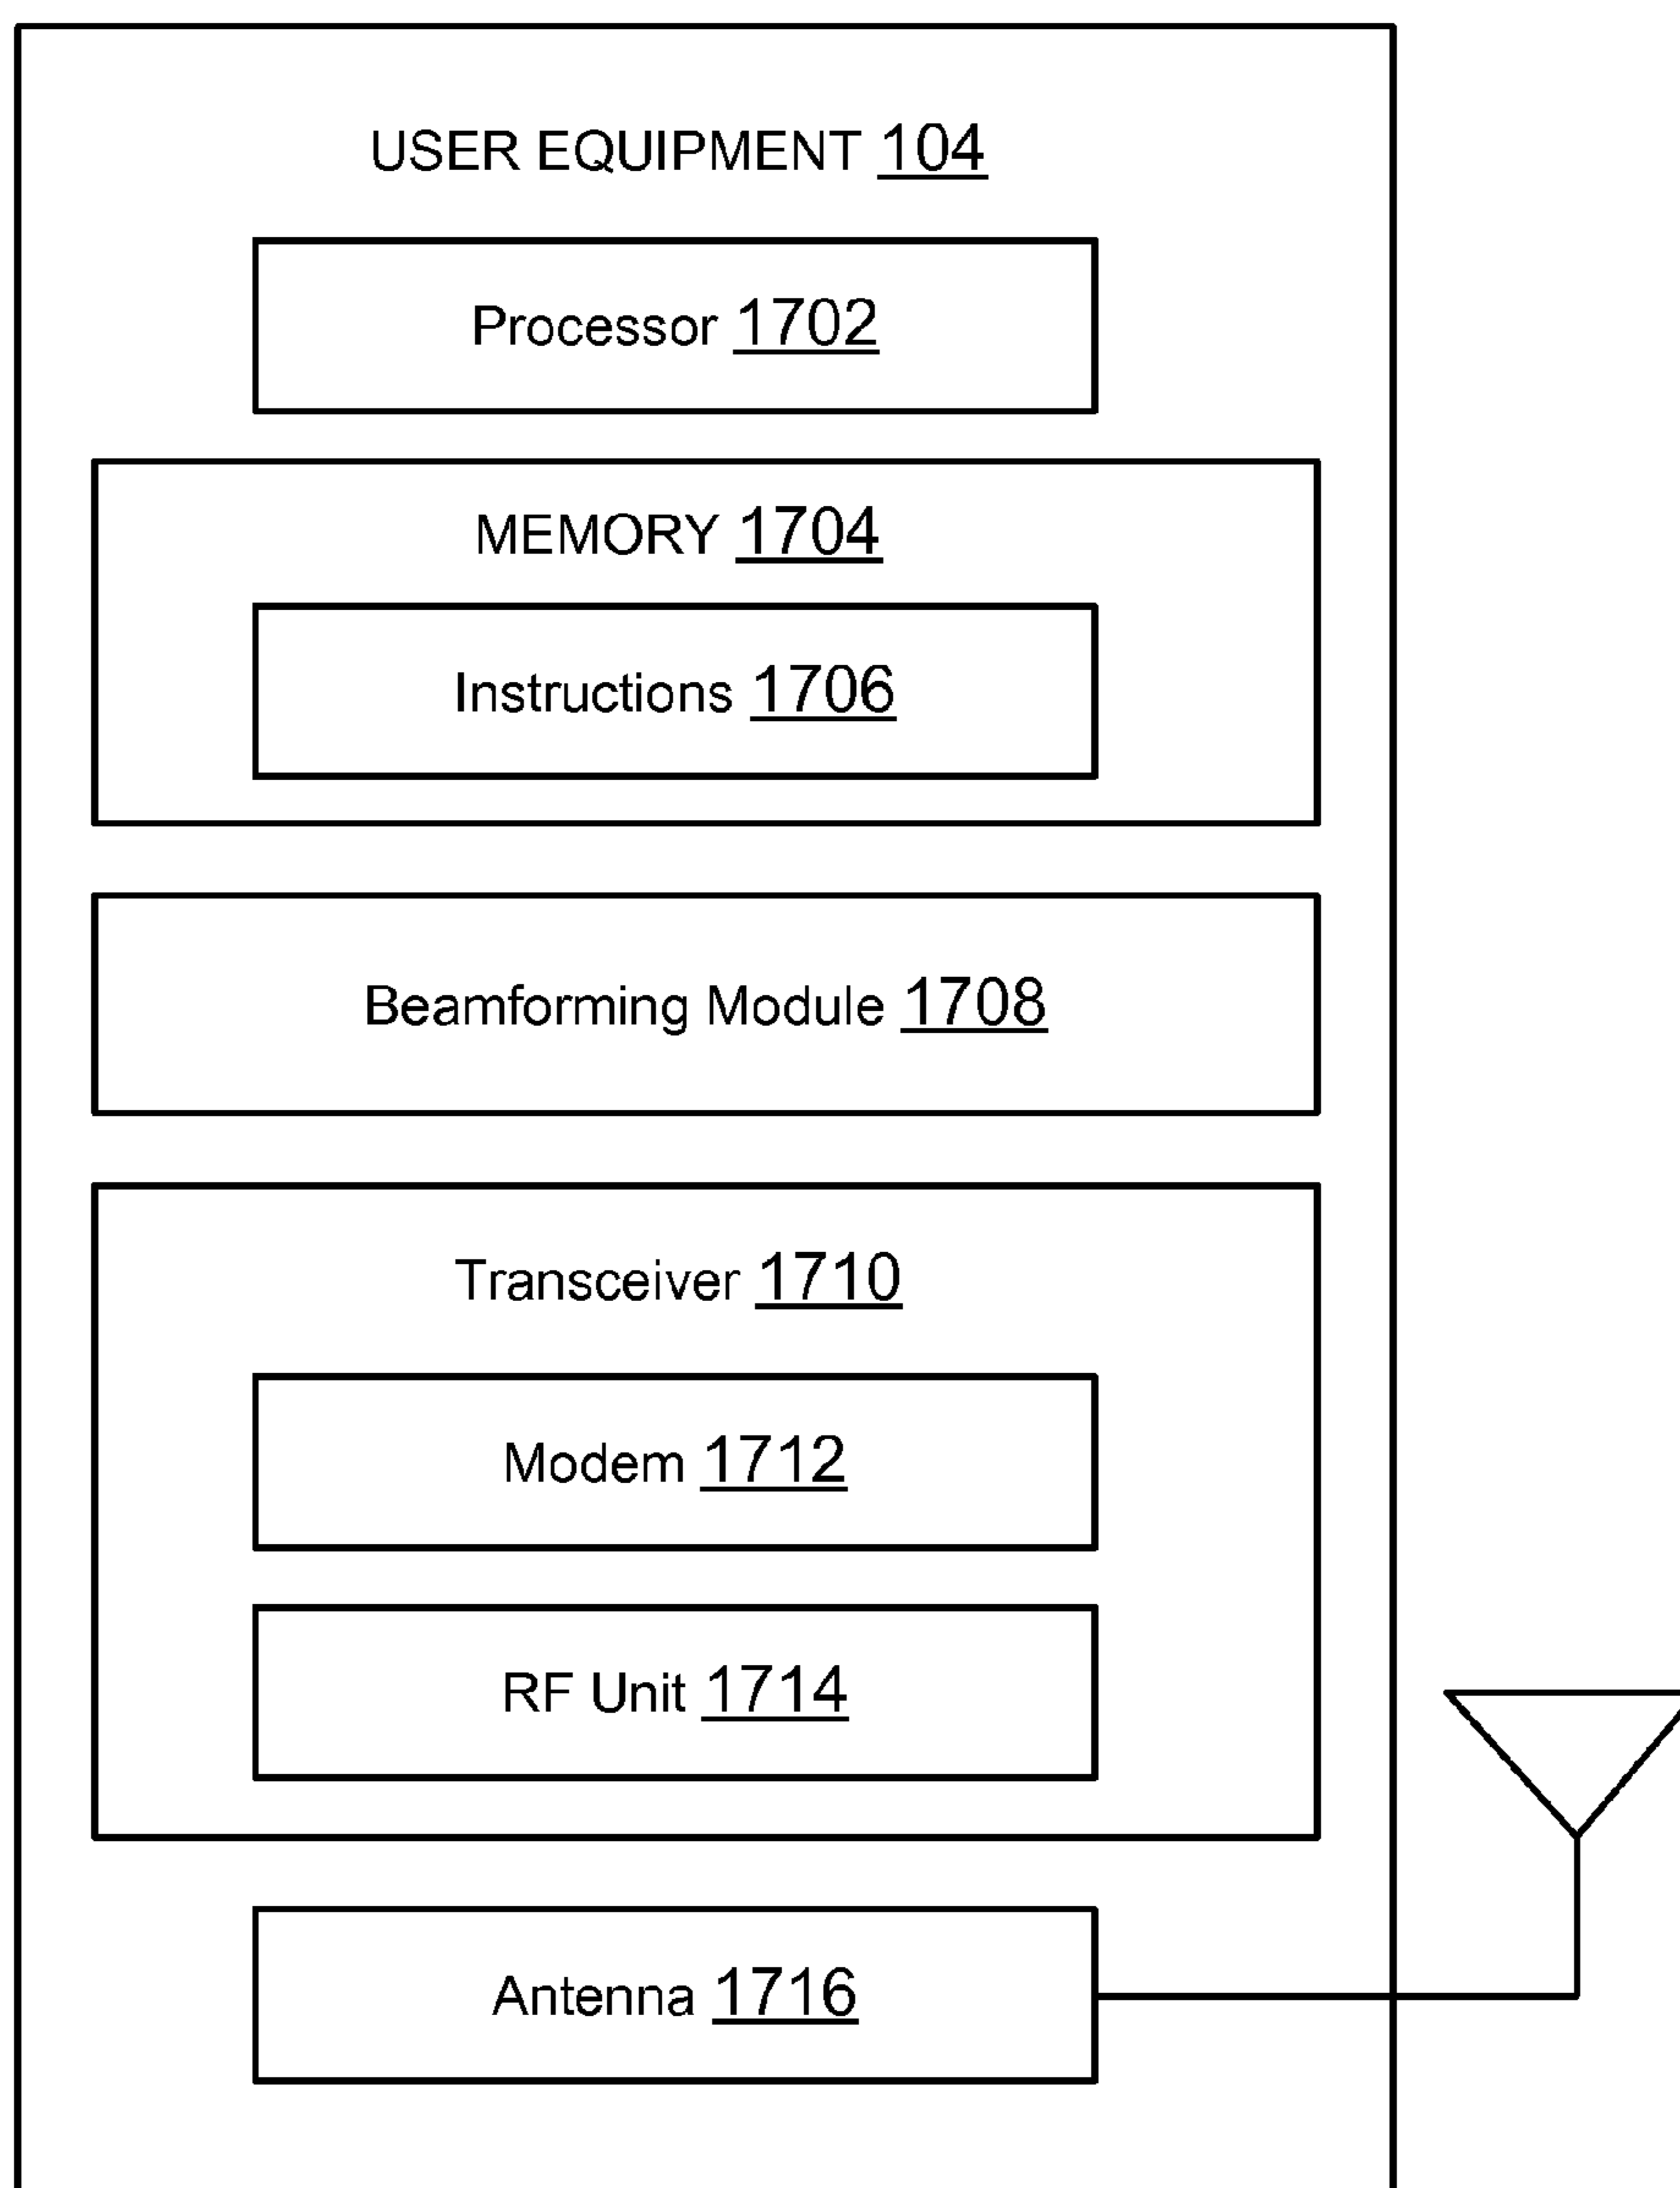 USER EQUIPMENT 104
Processor 1702
MEMORY 1704
Instructions 1706
Beamforming Module 1708
Transceiver 1710
Modem 1712
RF Unit 1714
Antenna 1716